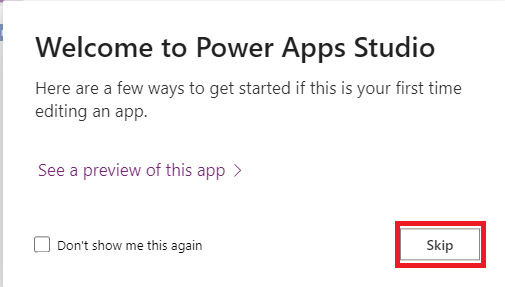 Welcome to Power Apps Studio
Here are a few ways to get started if this is your first time
editing an app.
See a preview of this app
Don't show me this again
Skip